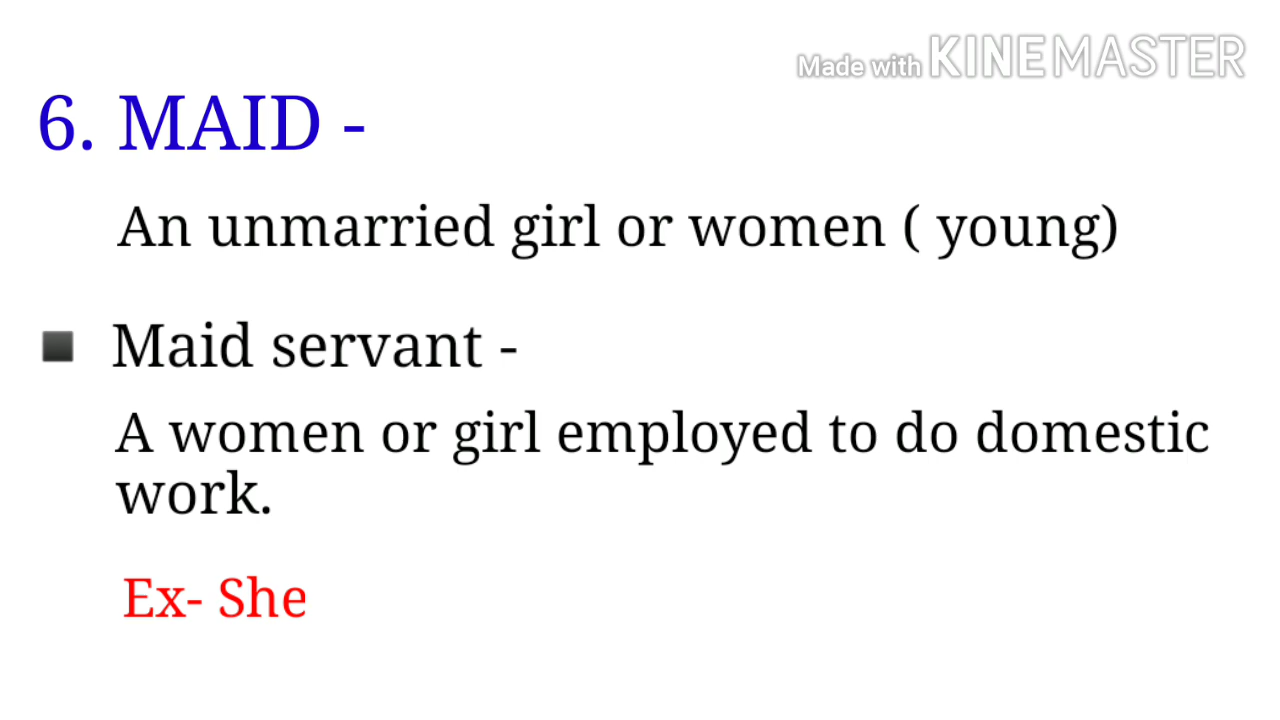 Made with KINEMASTER
6. MAID -
An unmarried girl or women ( young)
Maid servant -
A women or girl employed to do domestic
work.
Ex- She